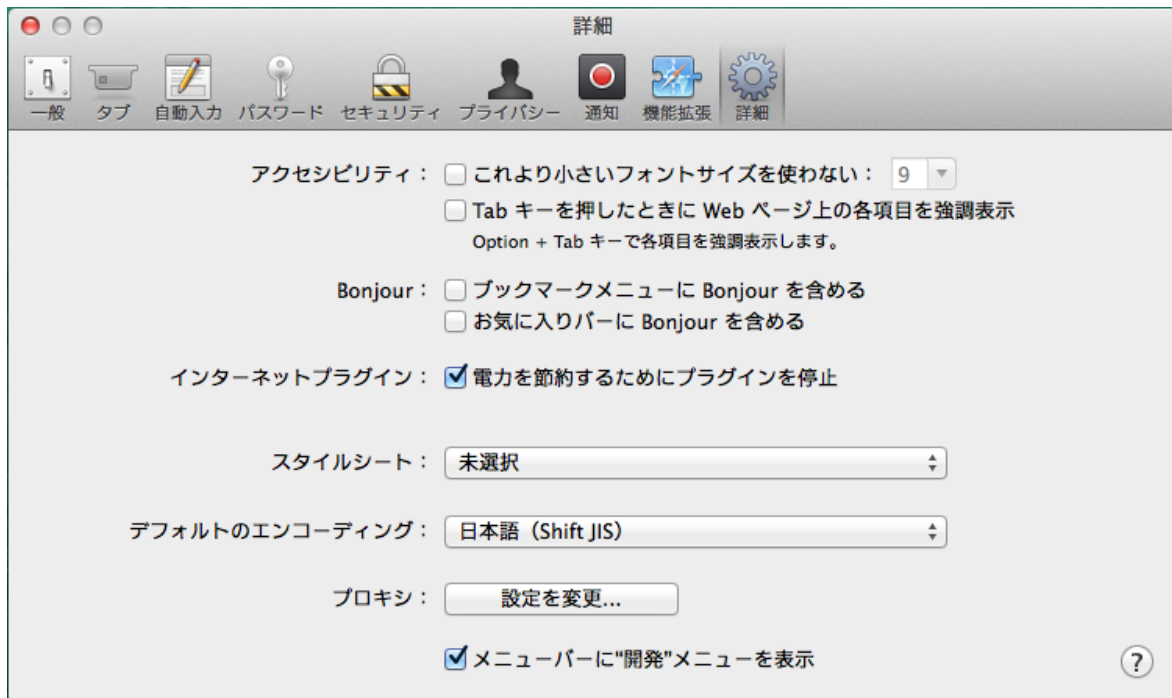 詳細
一般 タブ 自動入力 パスワード セキュリティ プライバシー 通知 機能拡張 詳細
アクセシビリティ： これより小さいフォントサイズを使わない： 9
Tab キーを押したときに Web ページ上の各項目を強調表示
Option + Tab キーで各項目を強調表示します。
Bonjour： ブックマークメニューに Bonjour を含める
お気に入りバーに Bonjour を含める
インターネットプラグイン： 電力を節約するためにプラグインを停止
スタイルシート： 未選択
デフォルトのエンコーディング： 日本語（Shift JIS）
プロキシ： 設定を変更...
メニューバーに“開発”メニューを表示 ?